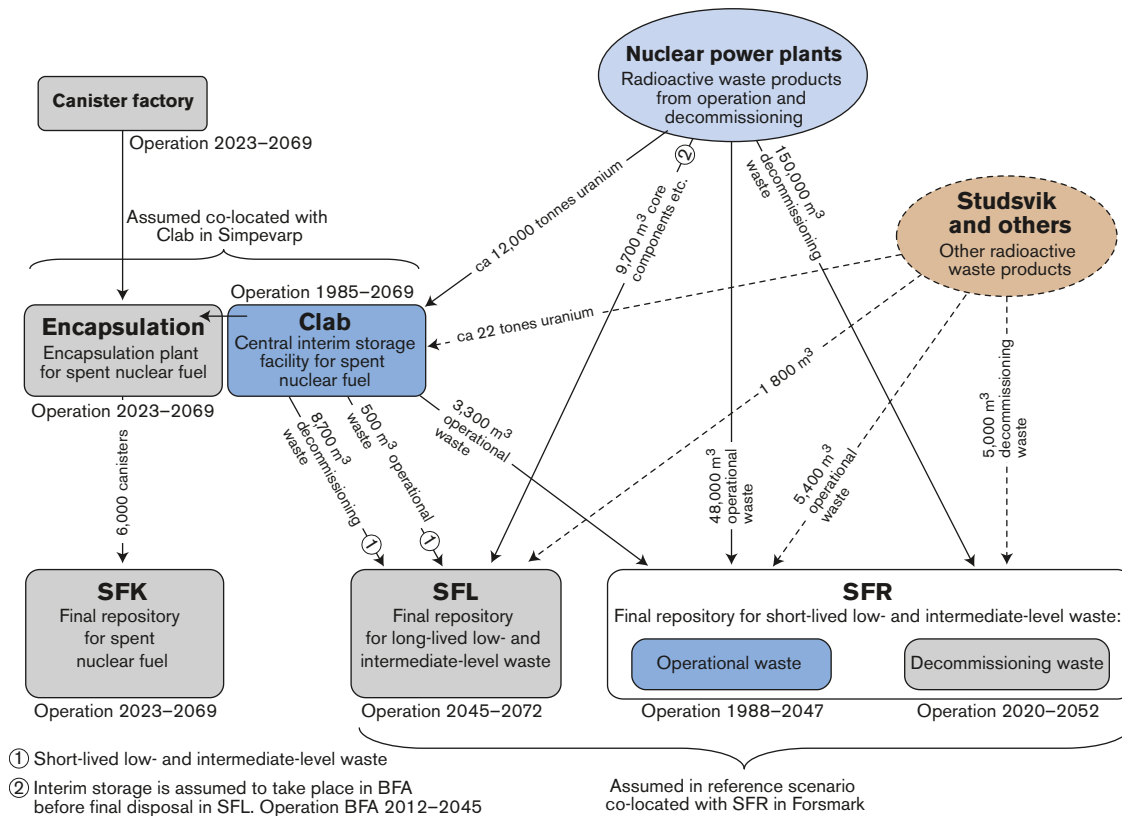 Nuclear power plants
Radioactive waste products
from operation and
decommissioning
Canister factory
Operation 2023–2069
Studsvik
and others
Other radioactive
waste products
Assumed co-located with
Clab in Simpevarp
ca 12,000 tonnes uranium
9,700 m³ core
components etc.
2
150,000 m³
decommissioning
waste
Operation 1985–2069
Encapsulation
Encapsulation plant
for spent nuclear fuel
Operation 2023–2069
Clab
Central interim storage
facility for spent
nuclear fuel
ca 22 tones uranium
1 800 m³
6,000 canisters
8,700 m³
decommissioning
waste
1
500 m³ operational
waste
1
3,300 m³
operational
waste
48,000 m³
operational
waste
5,400 m³
operational
waste
5,000 m³
decommissioning
waste
SFK
Final repository
for spent
nuclear fuel
Operation 2023–2069
SFL
Final repository
for long-lived low- and
intermediate-level waste
Operation 2045–2072
SFR
Final repository for short-lived low- and intermediate-level waste:
Operational waste
Decommissioning waste
Operation 1988–2047
Operation 2020–2052
1 Short-lived low- and intermediate-level waste
2 Interim storage is assumed to take place in BFA
before final disposal in SFL. Operation BFA 2012–2045
Assumed in reference scenario
co-located with SFR in Forsmark